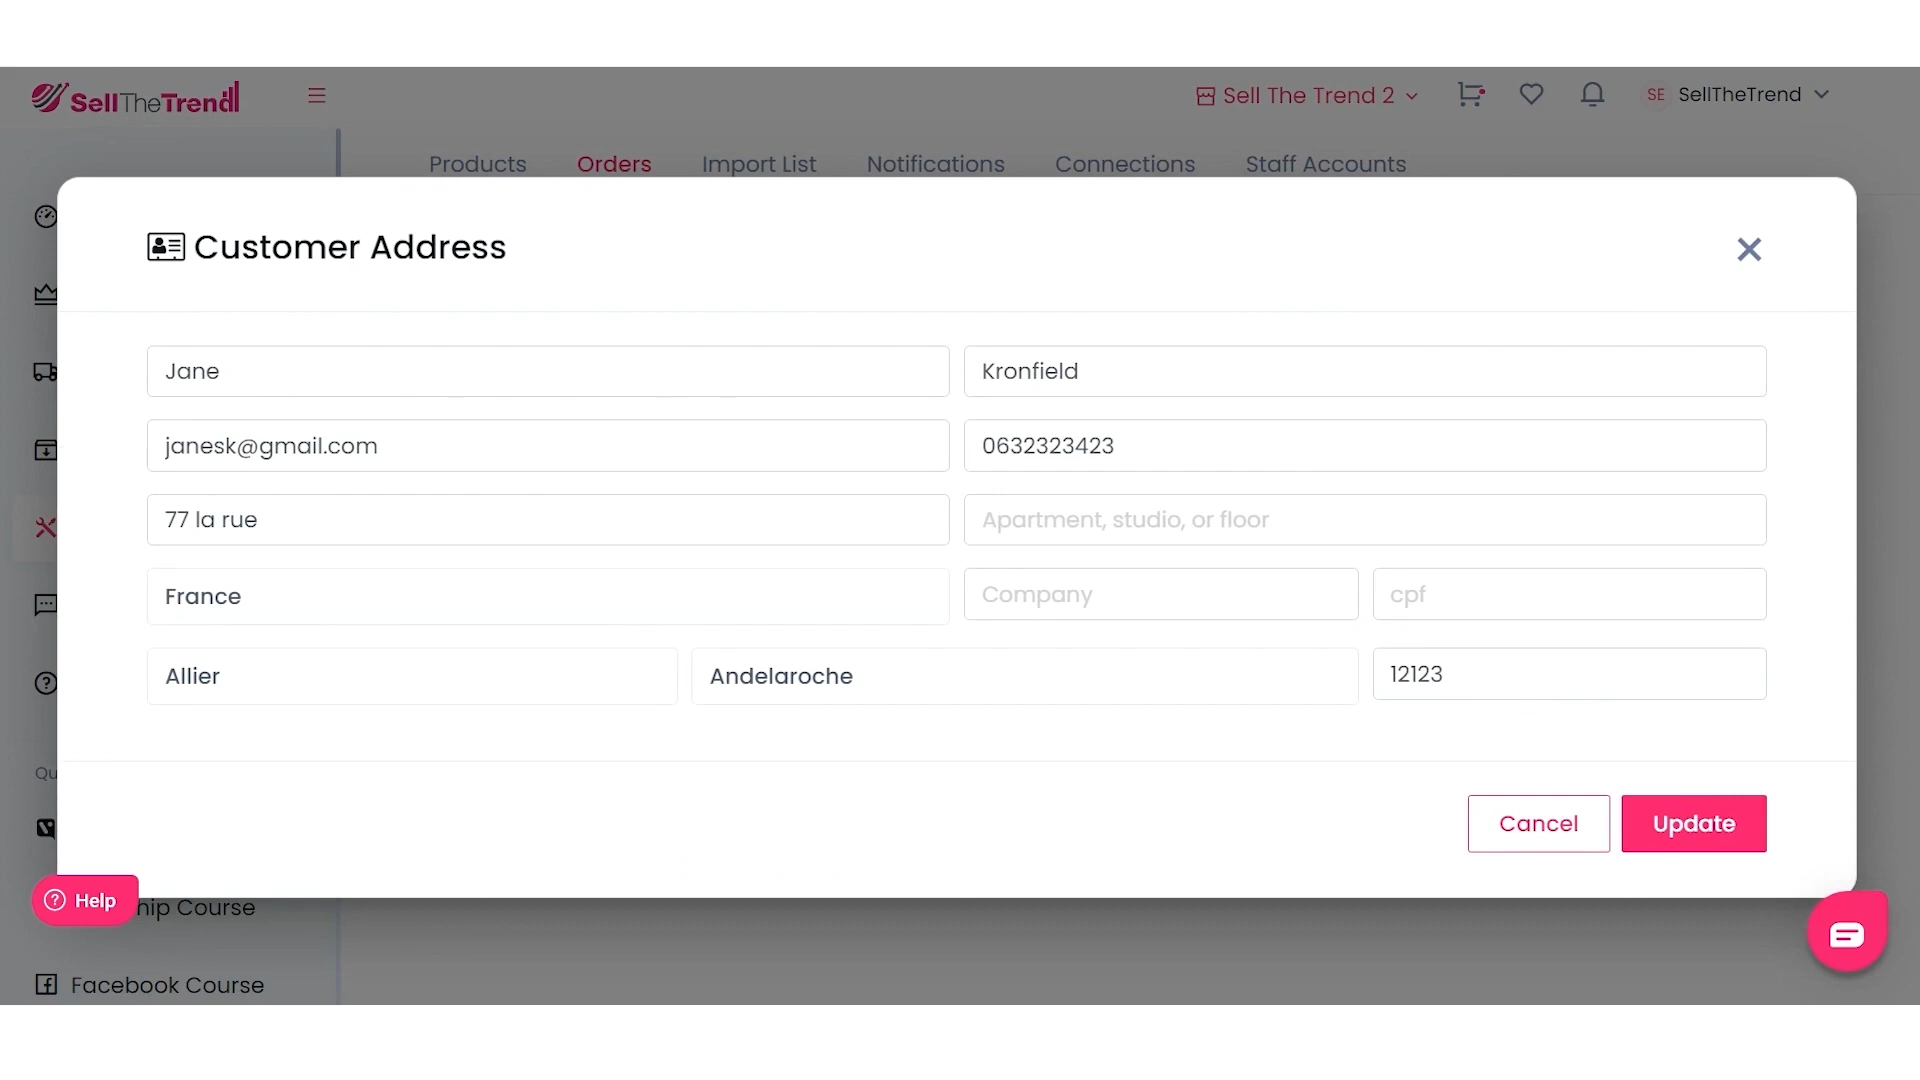 SellTheTrend
Sell The Trend 2
SE SellTheTrend
Products Orders Import List Notifications Connections Staff Accounts
Customer Address
Jane Kronfield
janesk@gmail.com 0632323423
77 la rue Apartment, studio, or floor
France Company cpf
Allier Andelaroche 12123
Qu
Cancel Update
Help hip Course
Facebook Course